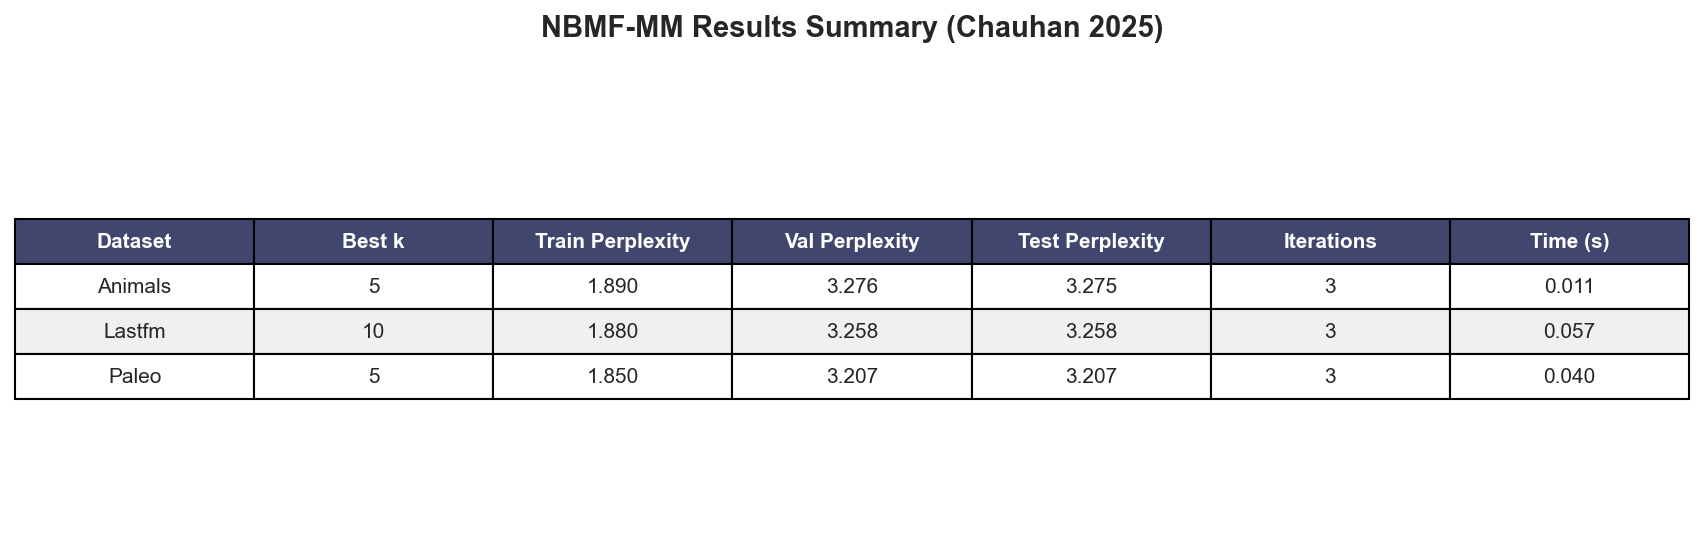 NBMF-MM Results Summary (Chauhan 2025)
Dataset Best k Train Perplexity Val Perplexity Test Perplexity Iterations Time (s)
Animals 5 1.890 3.276 3.275 3 0.011
Lastfm 10 1.880 3.258 3.258 3 0.057
Paleo 5 1.850 3.207 3.207 3 0.040